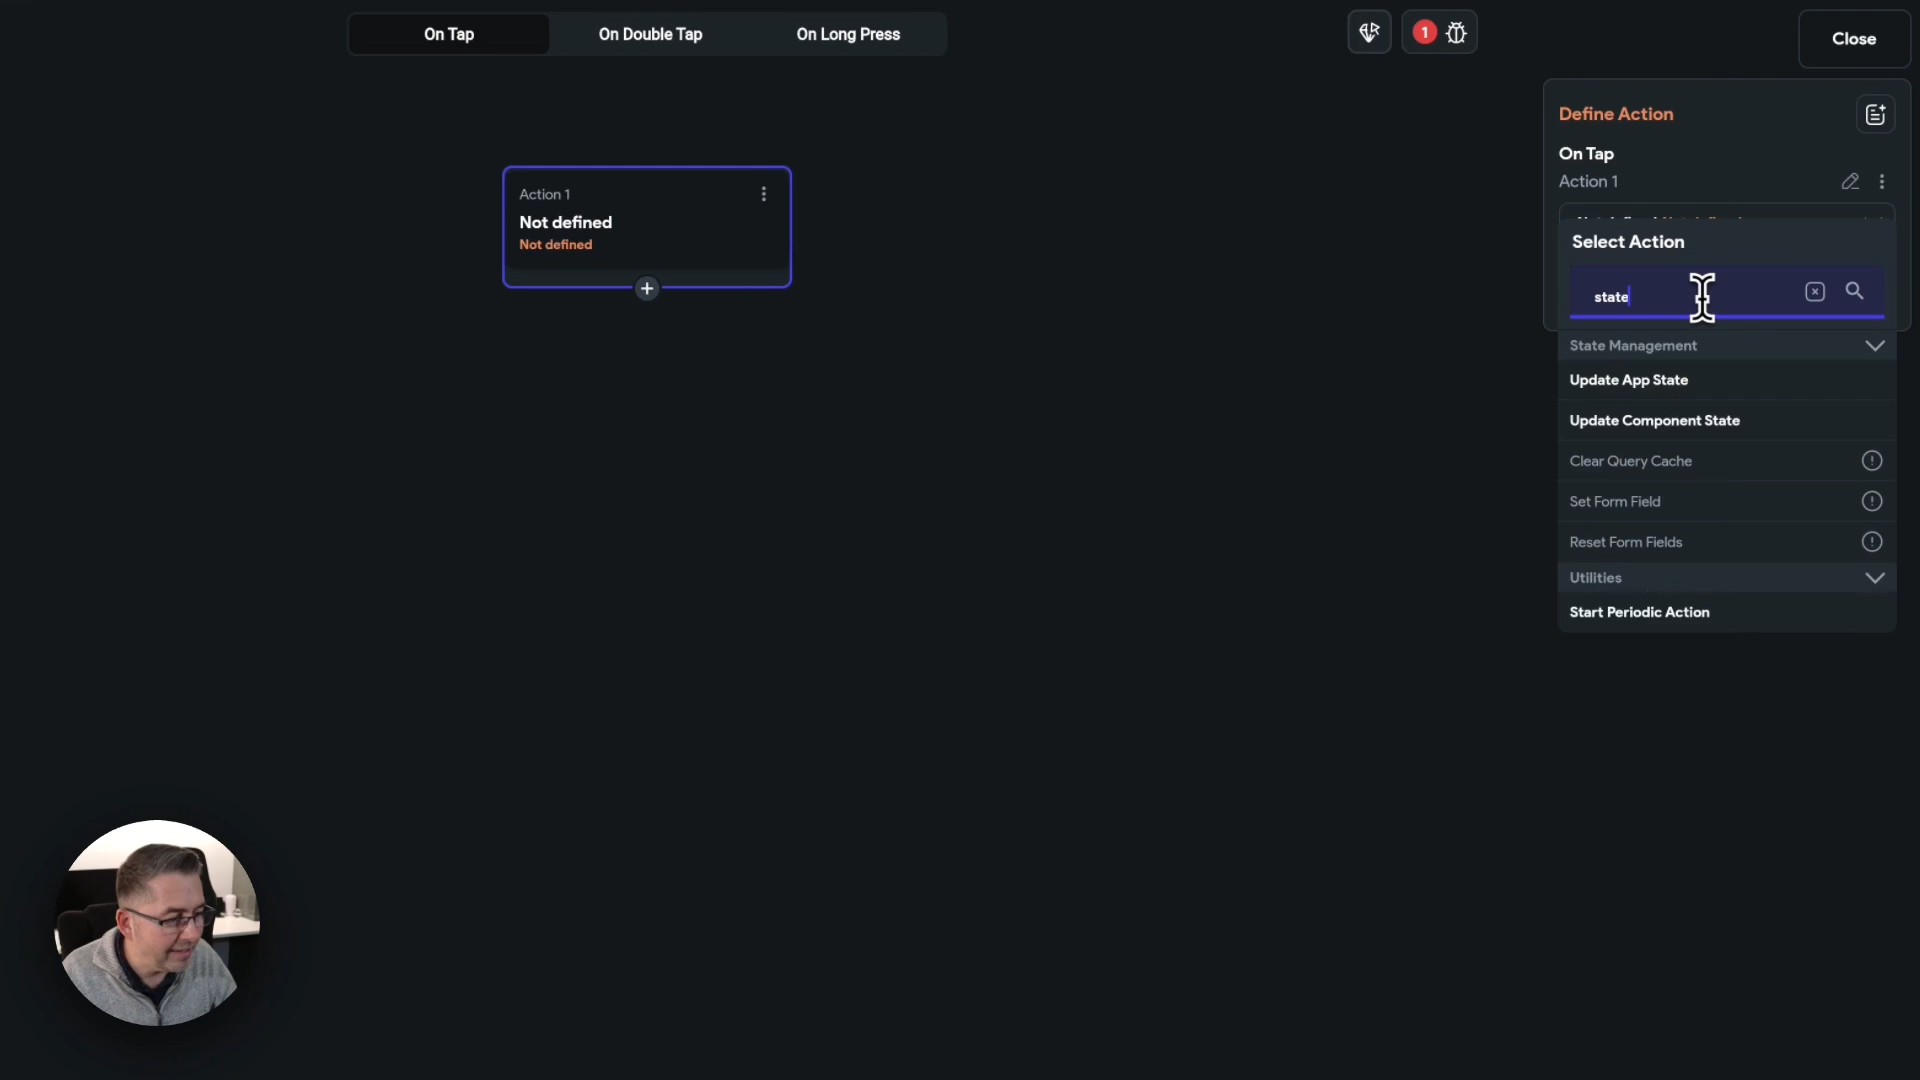 On Tap
On Double Tap
On Long Press
1
Close
Define Action
On Tap
Action 1
Action 1
Not defined
Not defined
Select Action
state
State Management
Update App State
Update Component State
Clear Query Cache
Set Form Field
Reset Form Fields
Utilities
Start Periodic Action